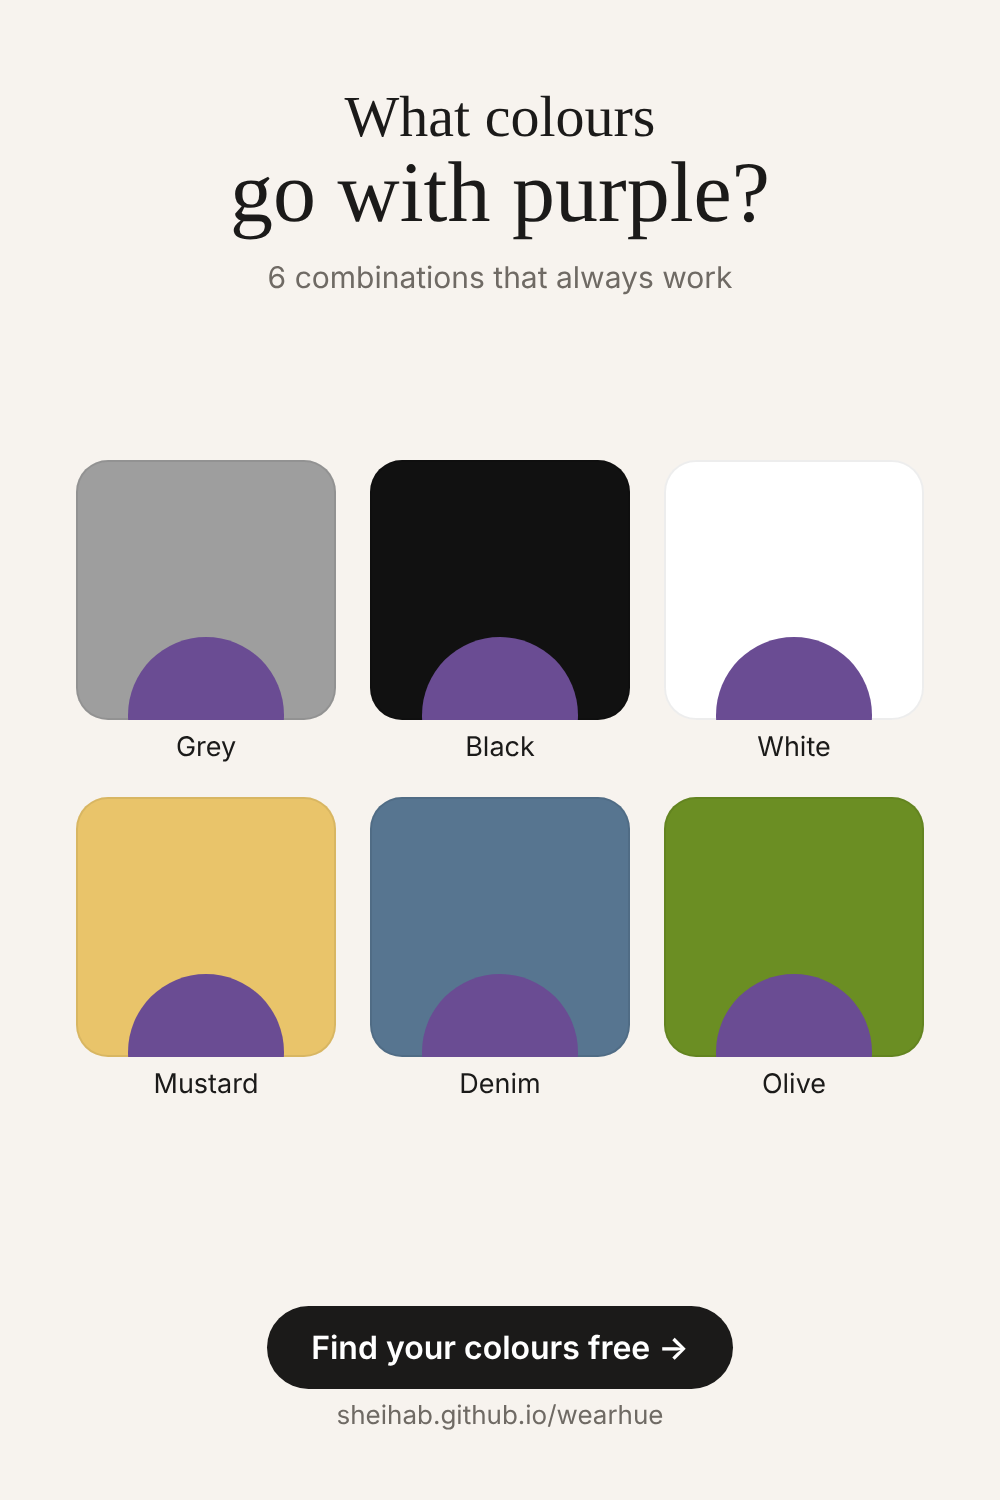 What colours
go with purple?
6 combinations that always work
Grey
Black
White
Mustard
Denim
Olive
Find your colours free →
sheihab.github.io/wearhue